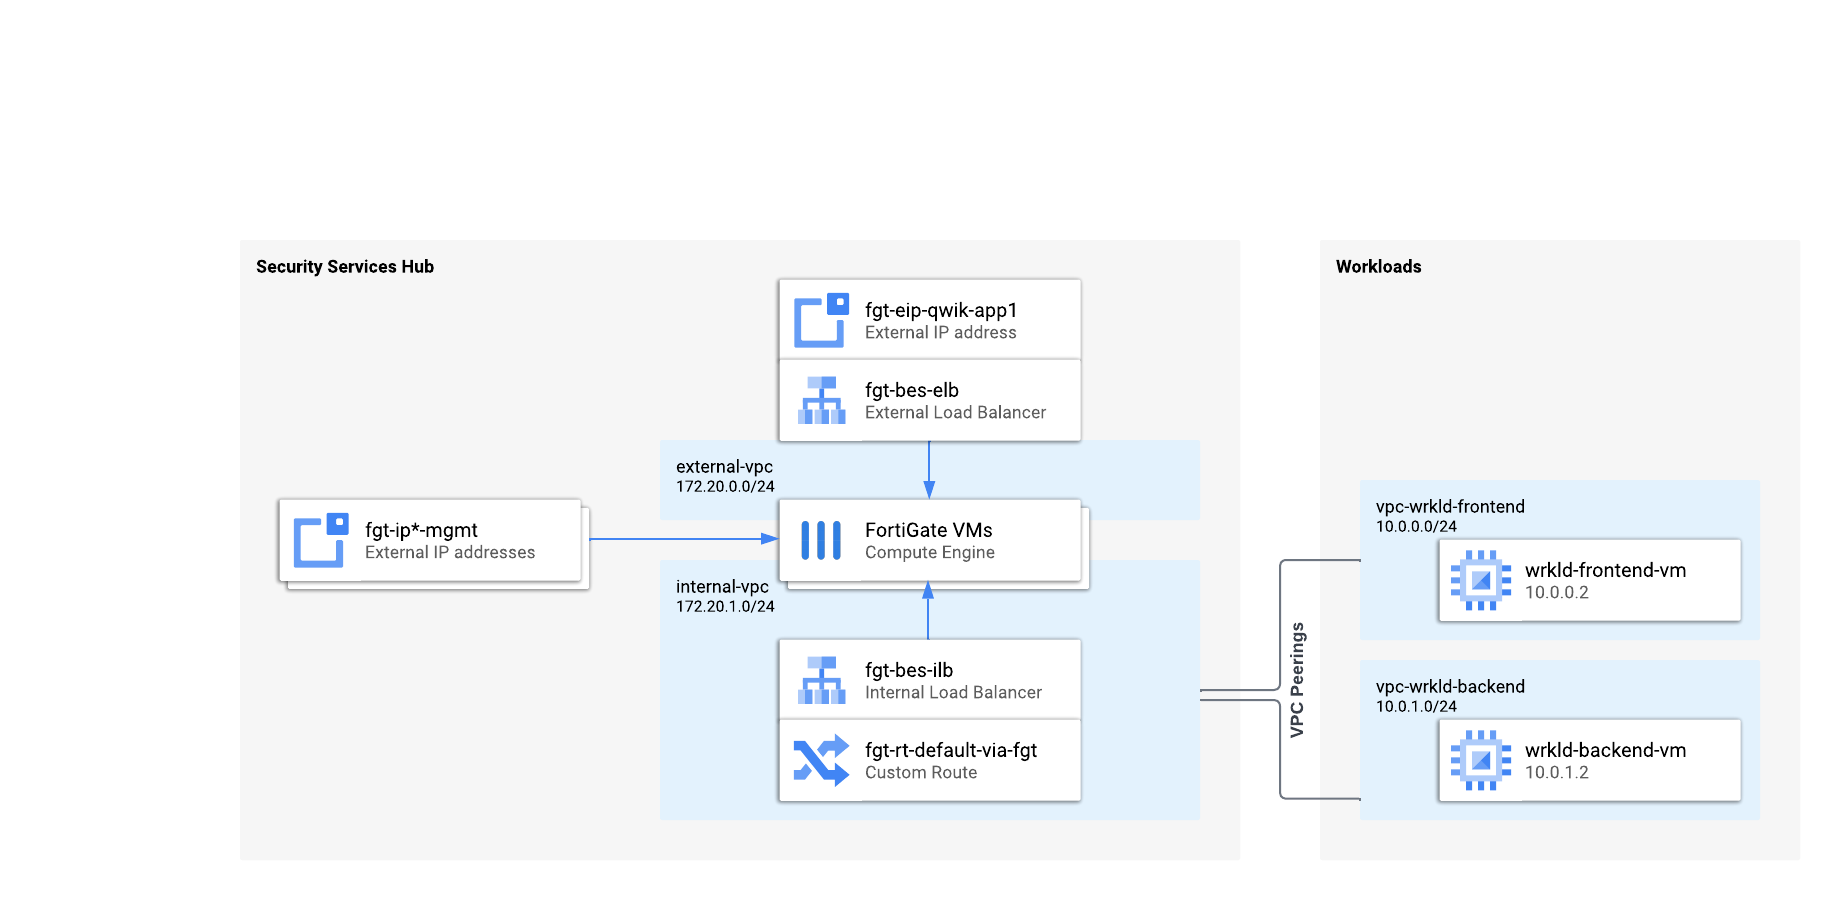 Security Services Hub
fgt-eip-qwik-app1
External IP address
fgt-bes-elb
External Load Balancer
external-vpc
172.20.0.0/24
fgt-ip*-mgmt
External IP addresses
FortiGate VMs
Compute Engine
internal-vpc
172.20.1.0/24
fgt-bes-ilb
Internal Load Balancer
fgt-rt-default-via-fgt
Custom Route
VPC Peerings
Workloads
vpc-wrkld-frontend
10.0.0.0/24
wrkld-frontend-vm
10.0.0.2
vpc-wrkld-backend
10.0.1.0/24
wrkld-backend-vm
10.0.1.2